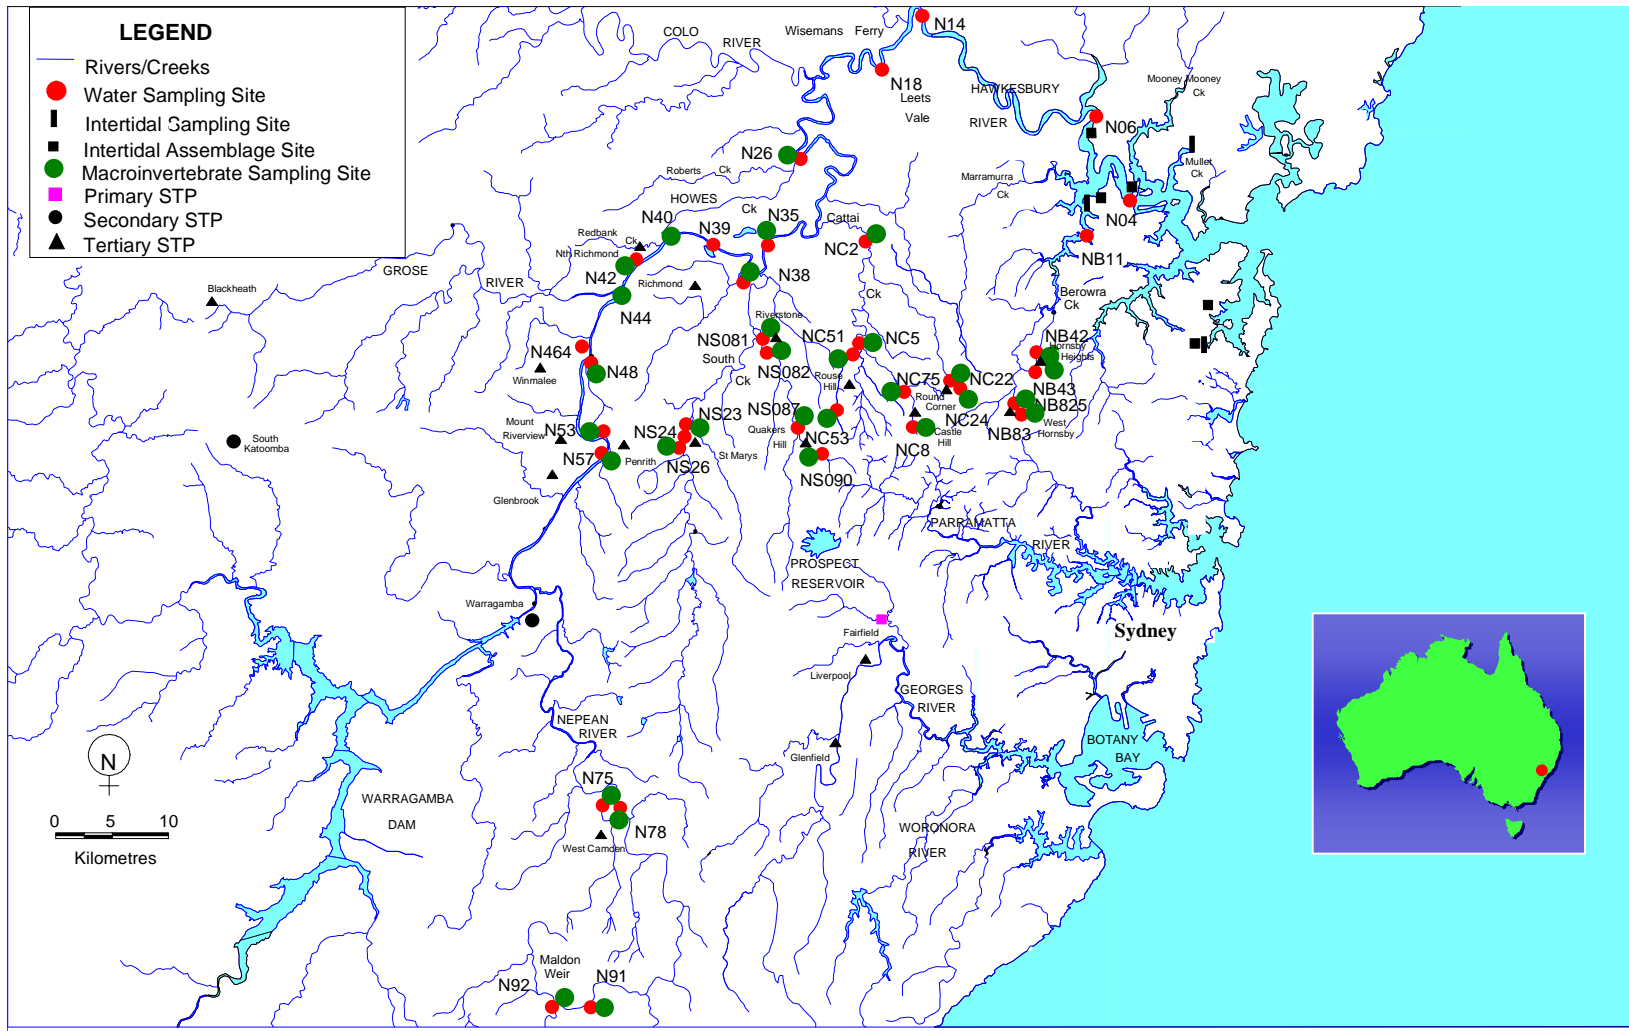 LEGEND
Rivers/Creeks
Water Sampling Site
Intertidal Sampling Site
Intertidal Assemblage Site
Macroinvertebrate Sampling Site
Primary STP
Secondary STP
Tertiary STP
COLO
RIVER
Wisemans Ferry
N14
N18
Leets
Vale
HAWKESBURY
RIVER
Mooney Mooney
Ck
N06
Mullet
Ck
N26
Roberts Ck
Marramurra
Ck
HOWES
Ck
N40
N39
N35
Cattai
NC2
Ck
N04
NB11
Redbank
Ck
Nth Richmond
N42
Richmond
N38
GROSE
RIVER
Blackheath
N44
Berowra
Ck
Riverstone
NS081
NC51
NC5
NB42
Hornsby
Heights
N464
South
Ck
NS082
Rouse
Hill
Winmalee
N48
NC75
NC22
NB43
Round
Corner
NB825
NS087
NC24
West
Hornsby
NB83
Mount
Riverview
N53
NS23
NS24
Quakers
Hill
NC53
Castle
Hill
NC8
South
Katoomba
N57
Penrith
NS26
St Marys
NS090
Glenbrook
PARRAMATTA
RIVER
PROSPECT
RESERVOIR
Warragamba
Fairfield
Sydney
Liverpool
GEORGES
RIVER
NEPEAN
RIVER
Glenfield
BOTANY
BAY
N
0 5 10
Kilometres
WARRAGAMBA
DAM
N75
N78
West Camden
WORONORA
RIVER
Maldon
Weir
N92
N91